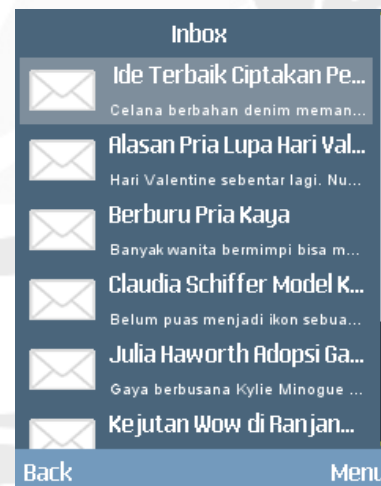 Inbox
Ide Terbaik Ciptakan Pe...
Celana berbahan denim meman...
Alasan Pria Lupa Hari Val...
Hari Valentine sebentar lagi. Nu...
Berburu Pria Kaya
Banyak wanita bermimpi bisa m...
Claudia Schiffer Model K...
Belum puas menjadi ikon sebua...
Julia Haworth Adopsi Ga...
Gaya berbusana Kylie Minogue ...
Kejutan Wow di Ranjan...
Back Menu